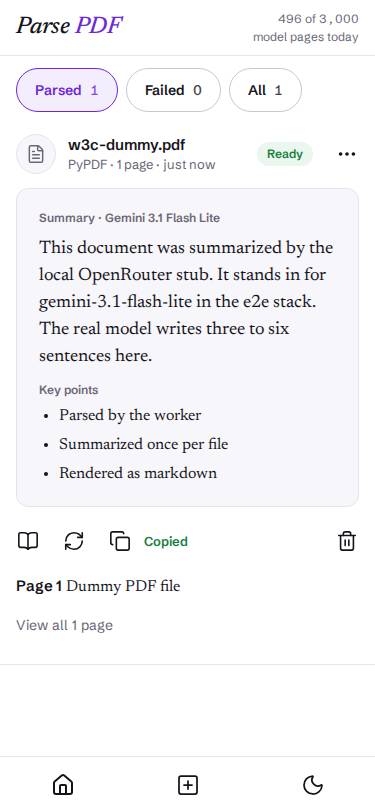 Parse PDF
496 of 3,000
model pages today
Parsed 1
Failed 0
All 1
w3c-dummy.pdf
PyPDF · 1 page · just now
Ready
Summary · Gemini 3.1 Flash Lite
This document was summarized by the
local OpenRouter stub. It stands in for
gemini-3.1-flash-lite in the e2e stack.
The real model writes three to six
sentences here.
Key points
• Parsed by the worker
• Summarized once per file
• Rendered as markdown
Copied
Page 1 Dummy PDF file
View all 1 page